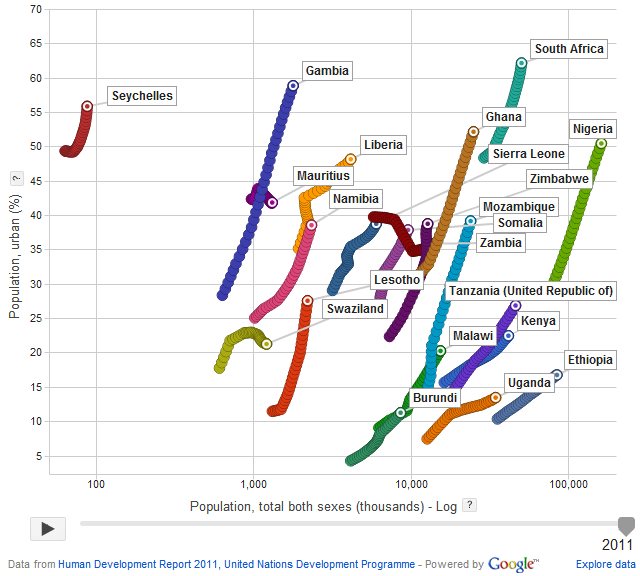 70
65
60
55
50
45
40
35
30
25
20
15
10
5
Population, urban (%) ?
South Africa
Gambia
Seychelles
Ghana
Nigeria
Liberia
Sierra Leone
Mauritius
Zimbabwe
Namibia
Mozambique
Somalia
Zambia
Lesotho
Tanzania (United Republic of)
Swaziland
Kenya
Malawi
Ethiopia
Uganda
Burundi
100 1,000 10,000 100,000
Population, total both sexes (thousands) - Log ?
2011
Data from Human Development Report 2011, United Nations Development Programme - Powered by Google™ Explore data